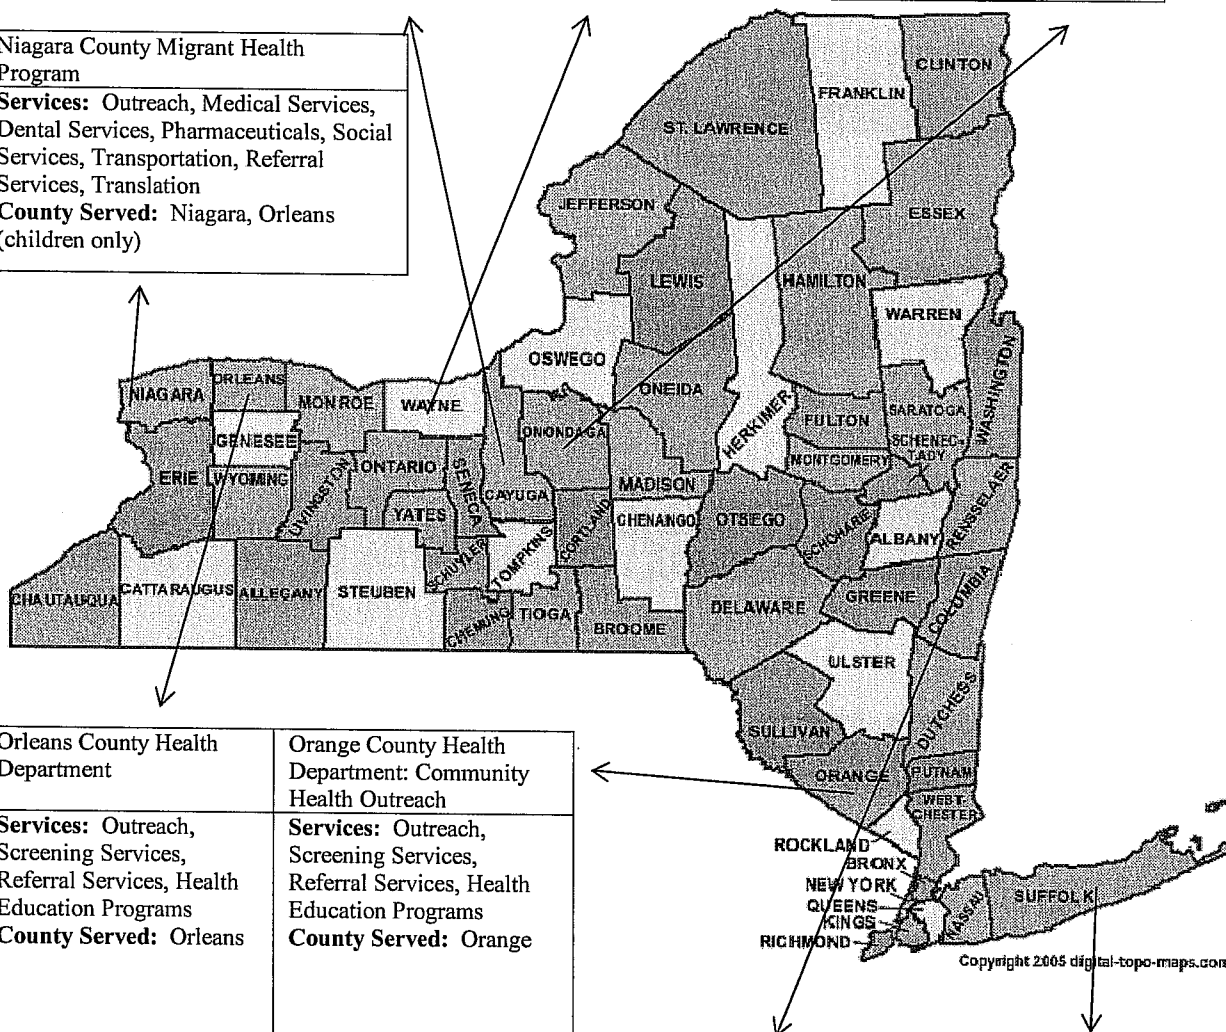 Niagara County Migrant Health
Program
Services: Outreach, Medical Services,
Dental Services, Pharmaceuticals, Social
Services, Transportation, Referral
Services, Translation
County Served: Niagara, Orleans
(children only)
CLINTON
FRANKLIN
ST. LAWRENCE
JEFFERSON
ESSEX
LEWIS
HAMILTON
WARREN
OSWEGO
WASHINGTON
NIAGARA
ORLEANS
MONROE
WAYNE
ONEIDA
HERKIMER
FULTON
SARATOGA
GENESEE
ONONDAGA
SCHENEC-
TADY
MONTGOMERY
ERIE
WYOMING
LIVINGSTON
ONTARIO
SENECA
CAYUGA
MADISON
RENSSELAER
YATES
CORTLAND
CHENANGO
OTSEGO
SCHOHARIE
ALBANY
SCHUYLER
TOMPKINS
CHAUTAUQUA
CATTARAUGUS
ALLEGANY
STEUBEN
CHEMUNG
TIOGA
BROOME
DELAWARE
GREENE
COLUMBIA
ULSTER
SULLIVAN
DUTCHESS
ORANGE
PUTNAM
WEST-
CHESTER
ROCKLAND
BRONX
NEW YORK
QUEENS
KINGS
RICHMOND
NASSAU
SUFFOLK
Copyright 2005 digital-topo-maps.com
Orleans County Health
Department
Services: Outreach,
Screening Services,
Referral Services, Health
Education Programs
County Served: Orleans
Orange County Health
Department: Community
Health Outreach
Services: Outreach,
Screening Services,
Referral Services, Health
Education Programs
County Served: Orange